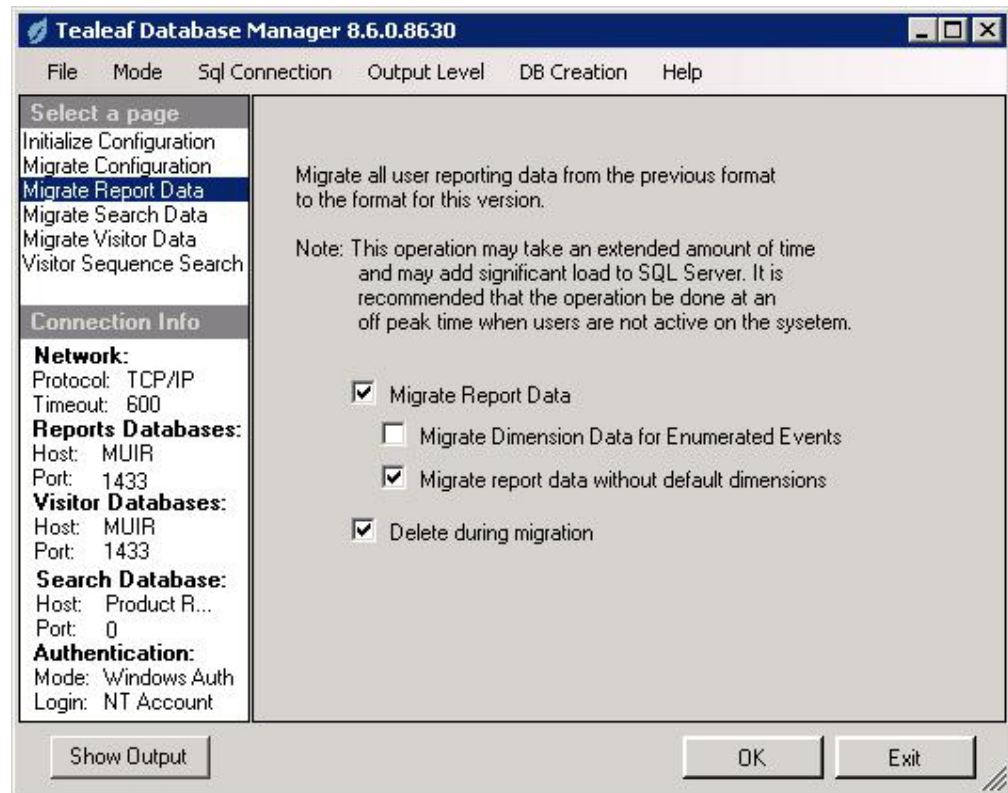 Tealeaf Database Manager 8.6.0.8630
File Mode Sql Connection Output Level DB Creation Help
Select a page
Initialize Configuration
Migrate Configuration
Migrate Report Data
Migrate Search Data
Migrate Visitor Data
Visitor Sequence Search
Connection Info
Network:
Protocol: TCP/IP
Timeout: 600
Reports Databases:
Host: MUIR
Port: 1433
Visitor Databases:
Host: MUIR
Port: 1433
Search Database:
Host: Product R...
Port: 0
Authentication:
Mode: Windows Auth
Login: NT Account
Migrate all user reporting data from the previous format
to the format for this version.
Note: This operation may take an extended amount of time
and may add significant load to SQL Server. It is
recommended that the operation be done at an
off peak time when users are not active on the sysetem.
Migrate Report Data
Migrate Dimension Data for Enumerated Events
Migrate report data without default dimensions
Delete during migration
Show Output
OK
Exit